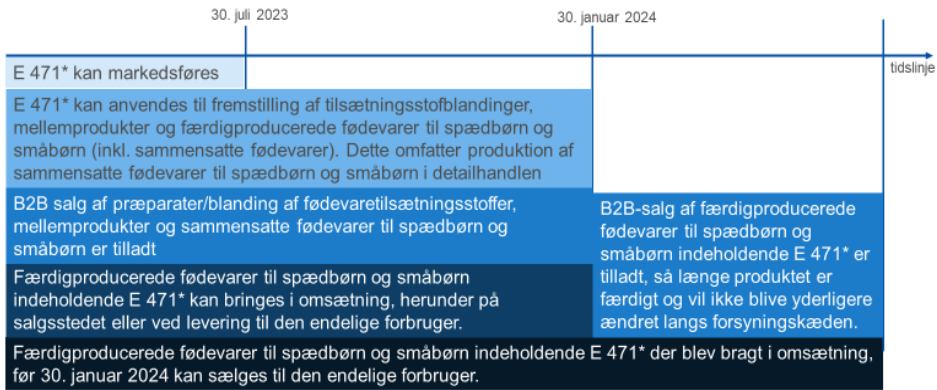 30. juli 2023
30. januar 2024
tidslinje
E 471* kan markedsføres
E 471* kan anvendes til fremstilling af tilsætningsstofblandinger,
mellemprodukter og færdigproducerede fødevarer til spædbørn og
småbørn (inkl. sammensatte fødevarer). Dette omfatter produktion af
sammensatte fødevarer til spædbørn og småbørn i detailhandlen
B2B salg af præparater/blanding af fødevaretilsætningsstoffer,
mellemprodukter og sammensatte fødevarer til spædbørn og
småbørn er tilladt
B2B-salg af færdigproducerede
fødevarer til spædbørn og
småbørn indeholdende E 471* er
tilladt, så længe produktet er
færdigt og vil ikke blive yderligere
ændret langs forsyningskæden.
Færdigproducerede fødevarer til spædbørn og småbørn
indeholdende E 471* kan bringes i omsætning, herunder på
salgsstedet eller ved levering til den endelige forbruger.
Færdigproducerede fødevarer til spædbørn og småbørn indeholdende E 471* der blev bragt i omsætning,
før 30. januar 2024 kan sælges til den endelige forbruger.